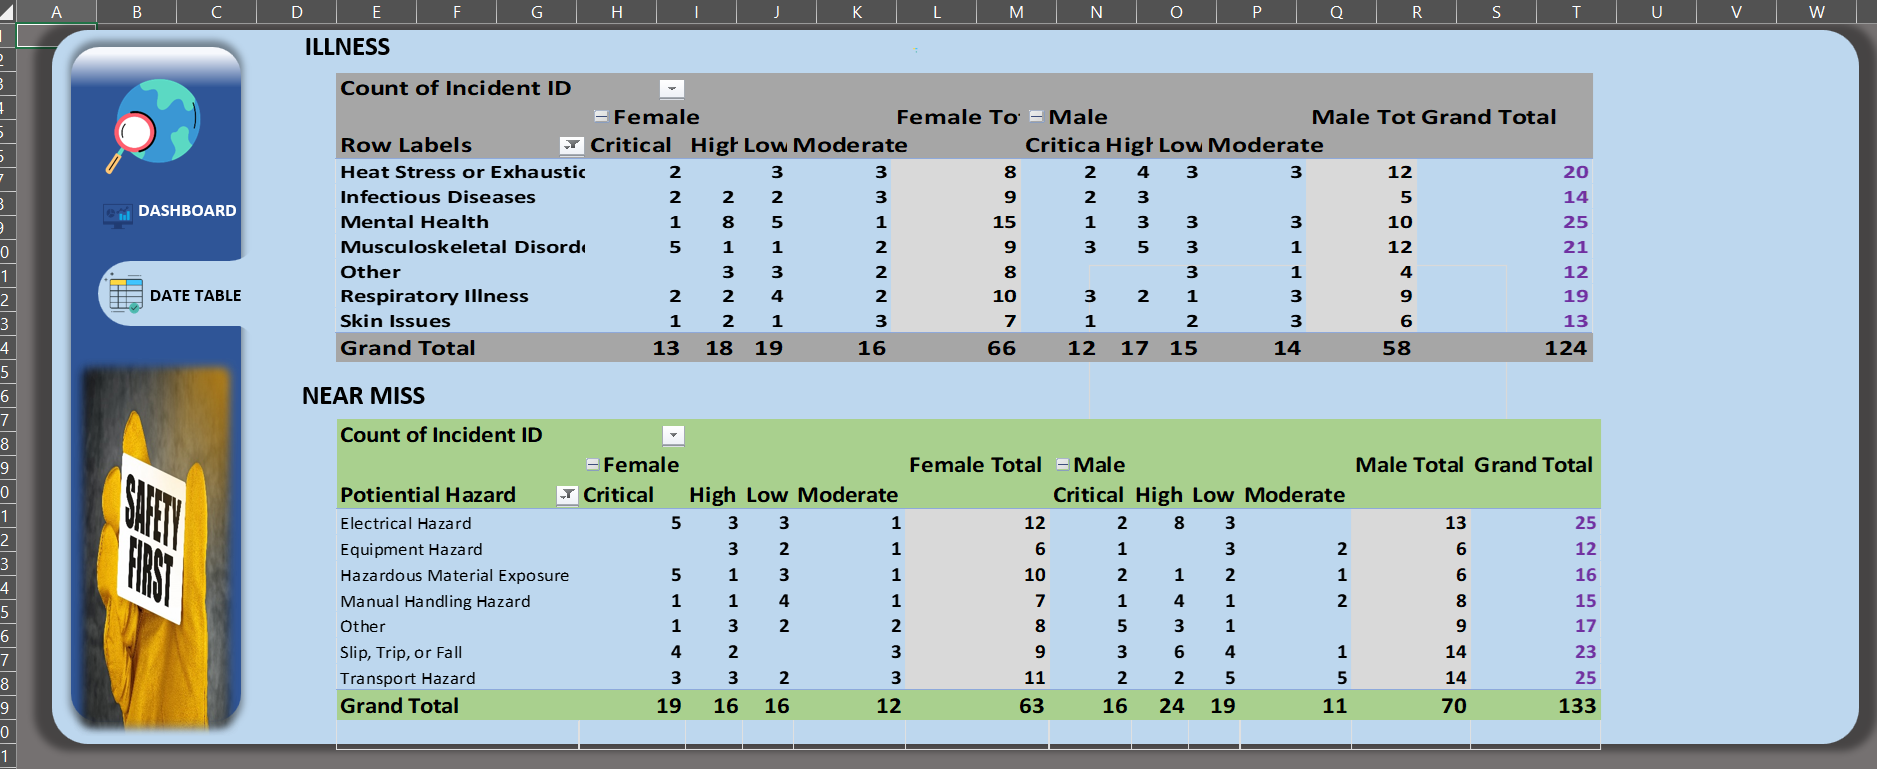 A B C D E F G H I J K L M N O P Q R S T U V W
ILLNESS
Count of Incident ID
Female Female To Male Male Tot Grand Total
Row Labels Critical High Low Moderate Critica High Low Moderate
Heat Stress or Exhaustic 2 3 3 8 2 4 3 3 12 20
Infectious Diseases 2 2 2 3 9 2 3 5 14
Mental Health 1 8 5 1 15 1 3 3 3 10 25
Musculoskeletal Disorde 5 1 1 2 9 3 5 3 1 12 21
Other 3 3 2 8 3 1 4 12
Respiratory Illness 2 2 4 2 10 3 2 1 3 9 19
Skin Issues 1 2 1 3 7 1 2 3 6 13
Grand Total 13 18 19 16 66 12 17 15 14 58 124
NEAR MISS
Count of Incident ID
Female Female Total Male Male Total Grand Total
Potiential Hazard Critical High Low Moderate Critical High Low Moderate
Electrical Hazard 5 3 3 1 12 2 8 3 13 25
Equipment Hazard 3 2 1 6 1 3 2 6 12
Hazardous Material Exposure 5 1 3 1 10 2 1 2 1 6 16
Manual Handling Hazard 1 1 4 1 7 1 4 1 2 8 15
Other 1 3 2 2 8 5 3 1 9 17
Slip, Trip, or Fall 4 2 3 9 3 6 4 1 14 23
Transport Hazard 3 3 2 3 11 2 2 5 5 14 25
Grand Total 19 16 16 12 63 16 24 19 11 70 133
DASHBOARD
DATE TABLE
SAFETY
FIRST